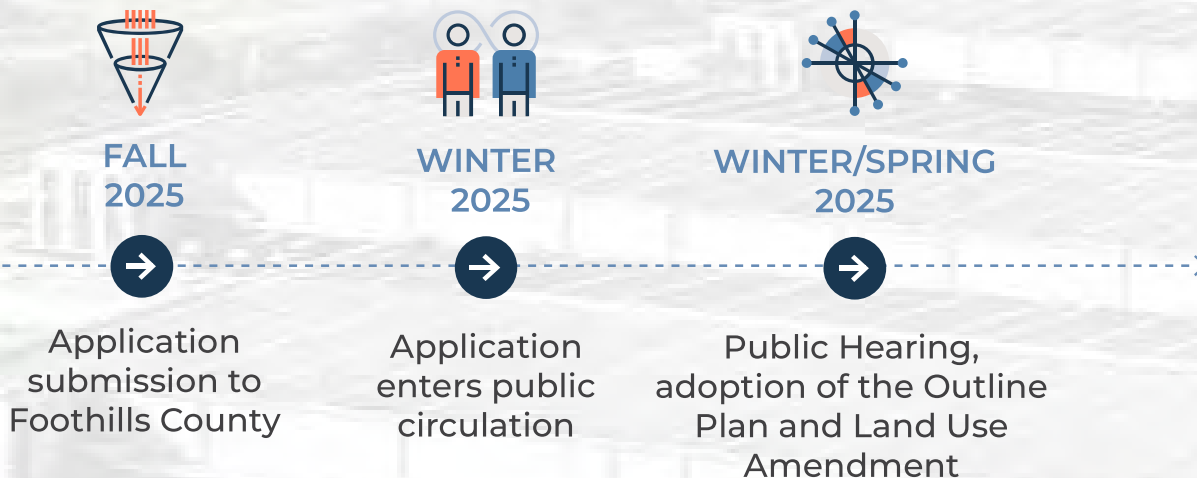 FALL
2025
Application
submission to
Foothills County
WINTER
2025
Application
enters public
circulation
WINTER/SPRING
2025
Public Hearing,
adoption of the Outline
Plan and Land Use
Amendment